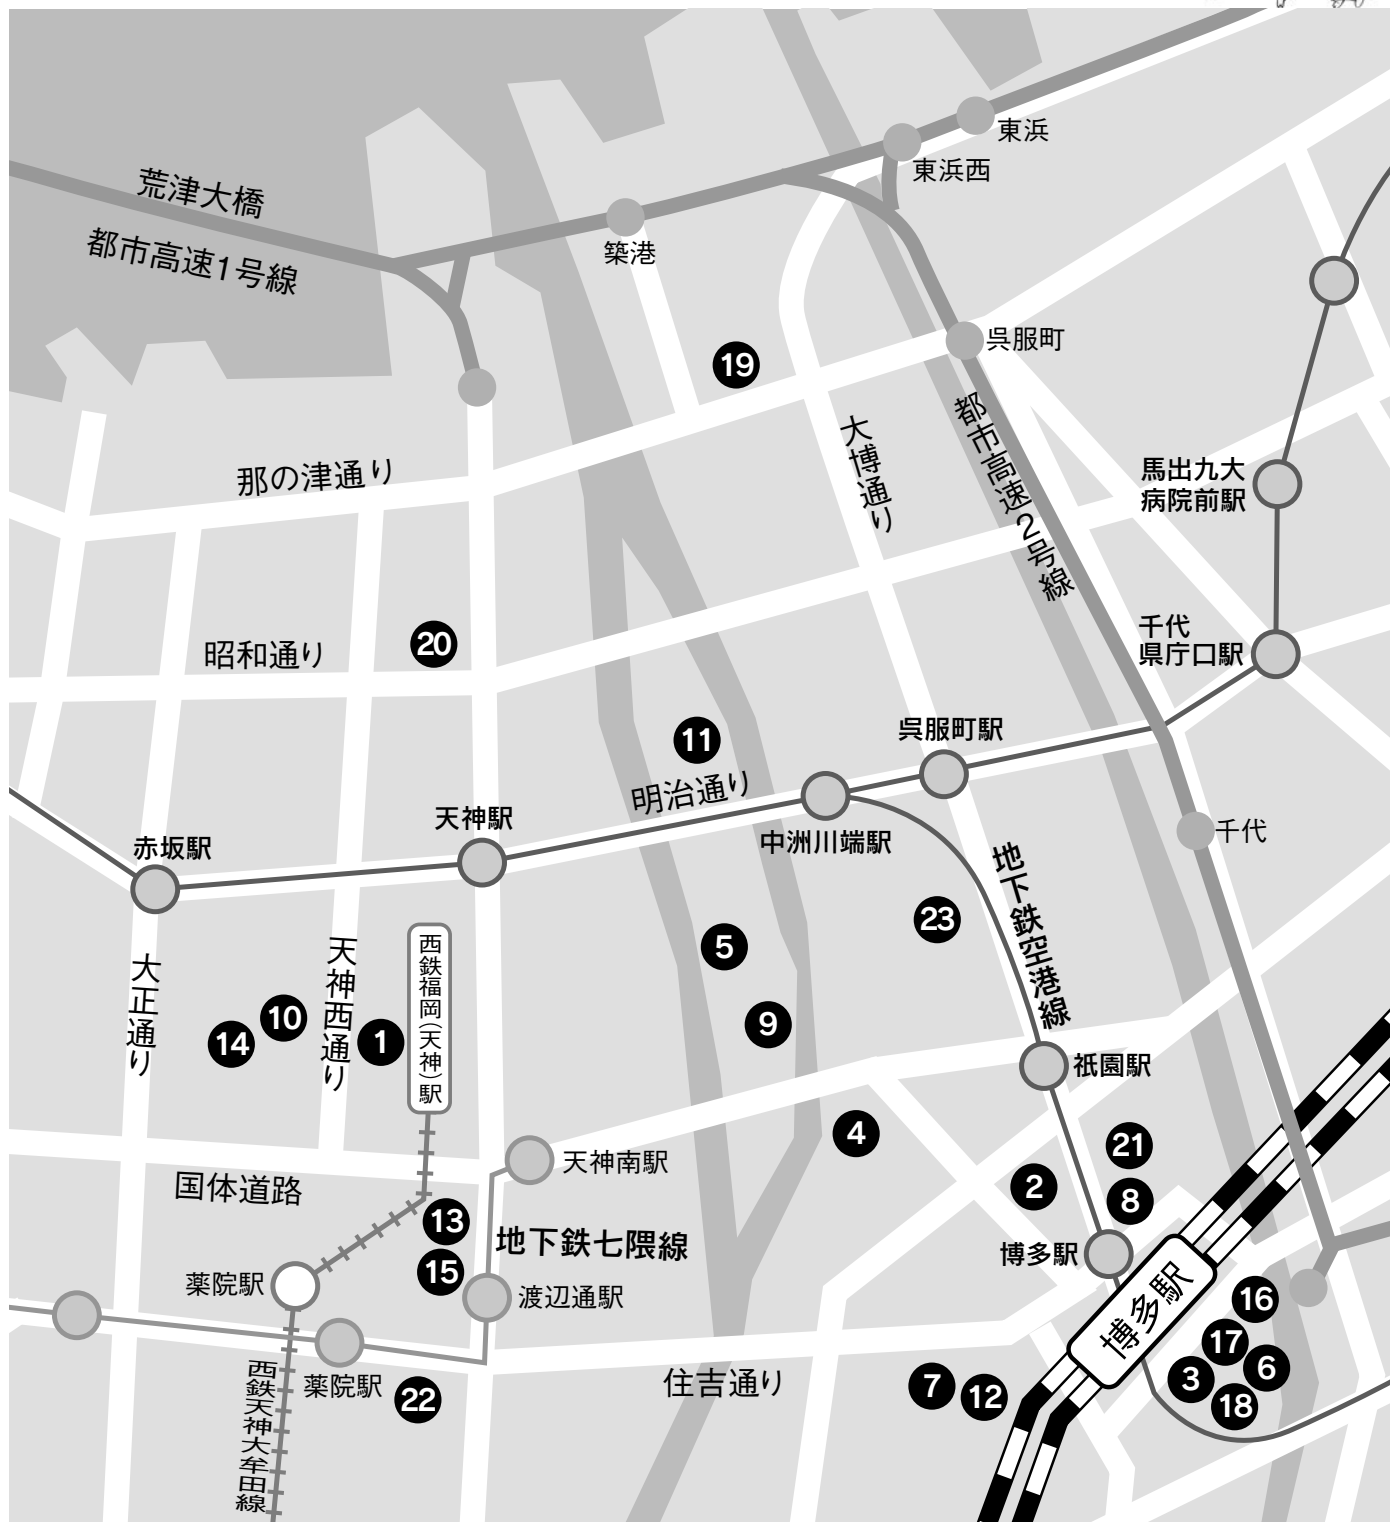 東浜
東浜西
荒津大橋
築港
都市高速1号線
呉服町
19
大博通り
都市高速2号線
那の津通り
馬出九大
病院前駅
20
昭和通り
千代
県庁口駅
11
呉服町駅
明治通り
天神駅
中洲川端駅
千代
赤坂駅
地下鉄空港線
23
5
西鉄福岡(天神)駅
大正通り
天神西通り
10
14
1
9
祇園駅
4
21
天神南駅
国体道路
2
8
13
地下鉄七隈線
博多駅
15
薬院駅
渡辺通駅
博多駅
16
17
6
3
18
住吉通り
薬院駅
22
7
12
西鉄天神大牟田線